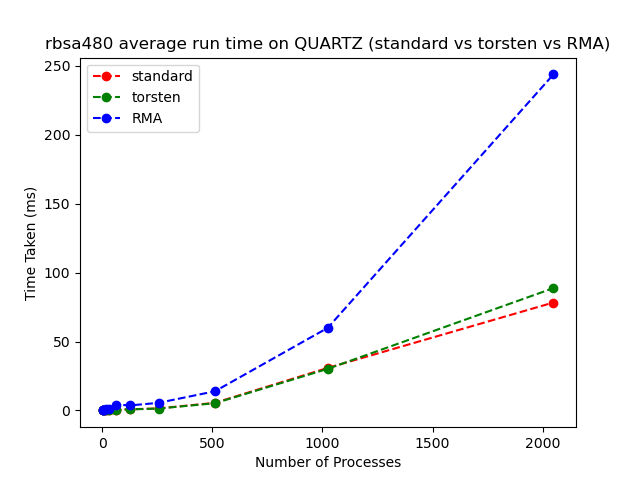 rbsa480 average run time on QUARTZ (standard vs torsten vs RMA)
standard
torsten
RMA
Time Taken (ms)
250
200
150
100
50
0
0 500 1000 1500 2000
Number of Processes